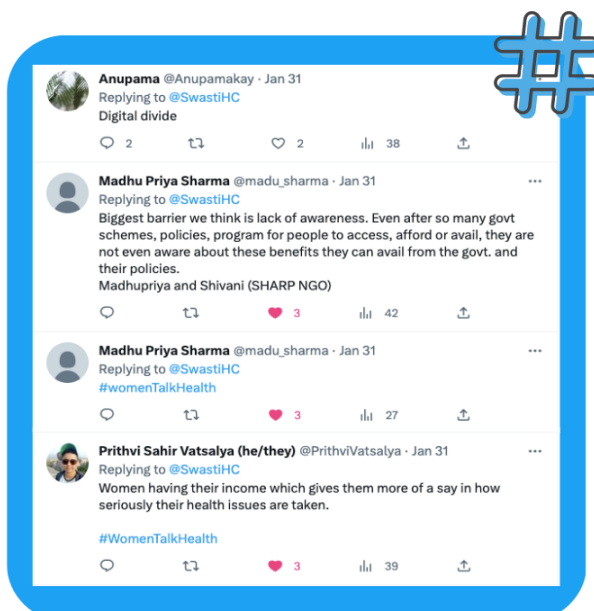 Anupama @Anupamakay · Jan 31
Replying to @SwastiHC
Digital divide
2 2 38
Madhu Priya Sharma @madu_sharma · Jan 31
Replying to @SwastiHC
Biggest barrier we think is lack of awareness. Even after so many govt
schemes, policies, program for people to access, afford or avail, they are
not even aware about these benefits they can avail from the govt. and
their policies.
Madhupriya and Shivani (SHARP NGO)
3 42
Madhu Priya Sharma @madu_sharma · Jan 31
Replying to @SwastiHC
#womenTalkHealth
3 27
Prithvi Sahir Vatsalya (he/they) @PrithviVatsalya · Jan 31
Replying to @SwastiHC
Women having their income which gives them more of a say in how
seriously their health issues are taken.
#WomenTalkHealth
3 39